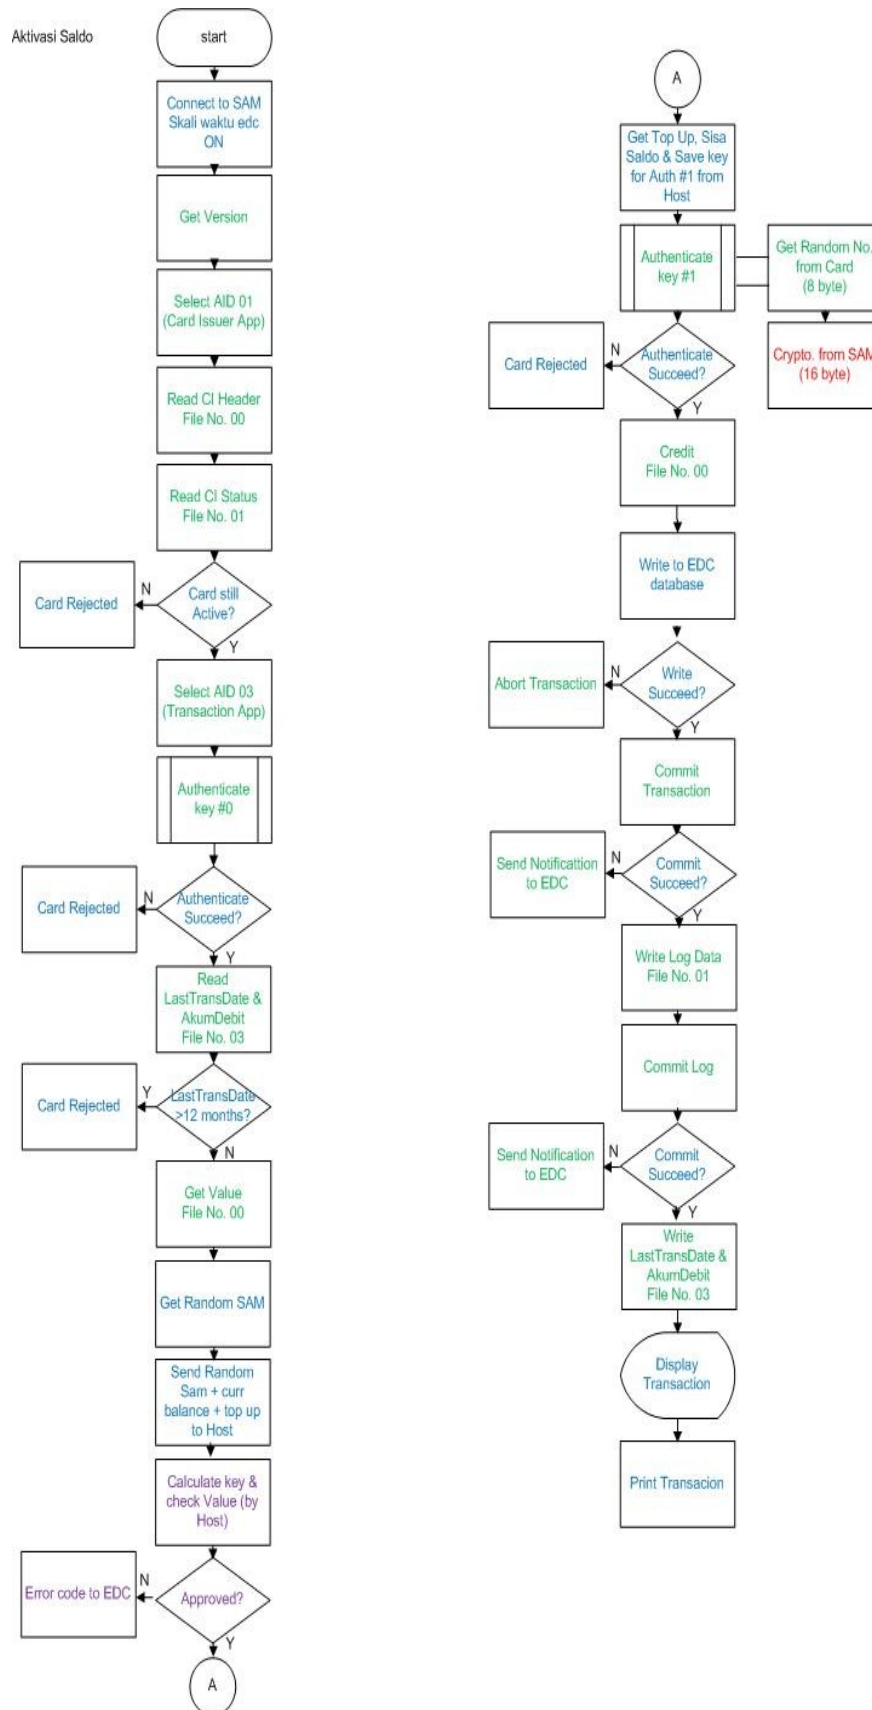 Aktivasi Saldo
start
Connect to SAM
Skali waktu edc
ON
Get Version
Select AID 01
(Card Issuer App)
Read CI Header
File No. 00
Read CI Status
File No. 01
Card still
Active?
N
Card Rejected
Y
Select AID 03
(Transaction App)
Authenticate
key #0
Authenticate
Succeed?
N
Card Rejected
Y
Read
LastTransDate &
AkumDebit
File No. 03
LastTransDate
>12 months?
Y
Card Rejected
N
Get Value
File No. 00
Get Random SAM
Send Random
Sam + curr
balance + top up
to Host
Calculate key &
check Value (by
Host)
Approved?
N
Error code to EDC
Y
A
A
Get Top Up, Sisa
Saldo & Save key
for Auth #1 from
Host
Authenticate
key #1
Get Random No.
from Card
(8 byte)
Crypto. from SAM
(16 byte)
Authenticate
Succeed?
N
Card Rejected
Y
Credit
File No. 00
Write to EDC
database
Write
Succeed?
N
Abort Transaction
Y
Commit
Transaction
Commit
Succeed?
N
Send Notificattion
to EDC
Y
Write Log Data
File No. 01
Commit Log
Commit
Succeed?
N
Send Notification
to EDC
Y
Write
LastTransDate &
AkumDebit
File No. 03
Display
Transaction
Print Transacion